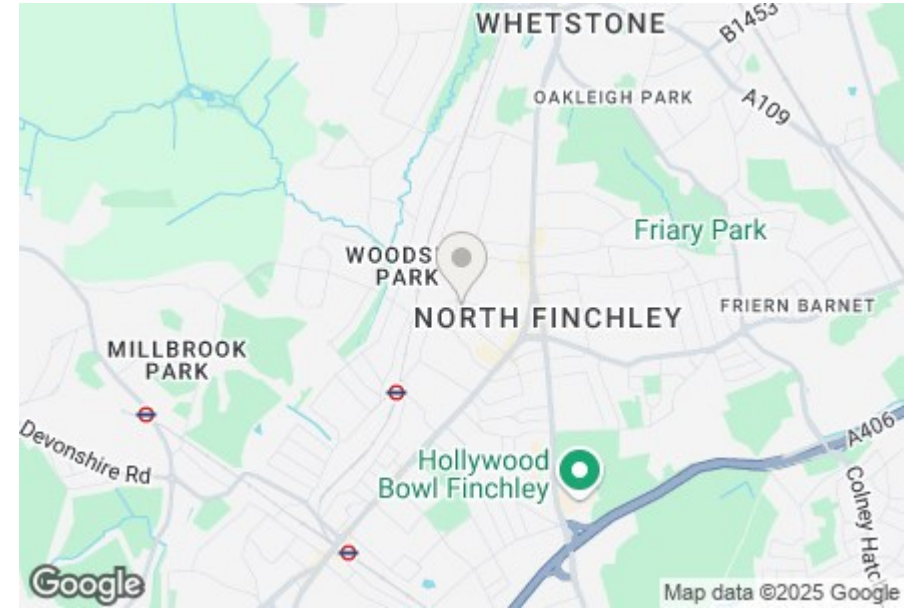 WHETSTONE
B1453
OAKLEIGH PARK
A109
Friary Park
WOODS
PARK
NORTH FINCHLEY
FRIERN BARNET
MILLBROOK
PARK
A406
Devonshire Rd
Hollywood
Bowl Finchley
Colney Hatc
Google
Map data ©2025 Google